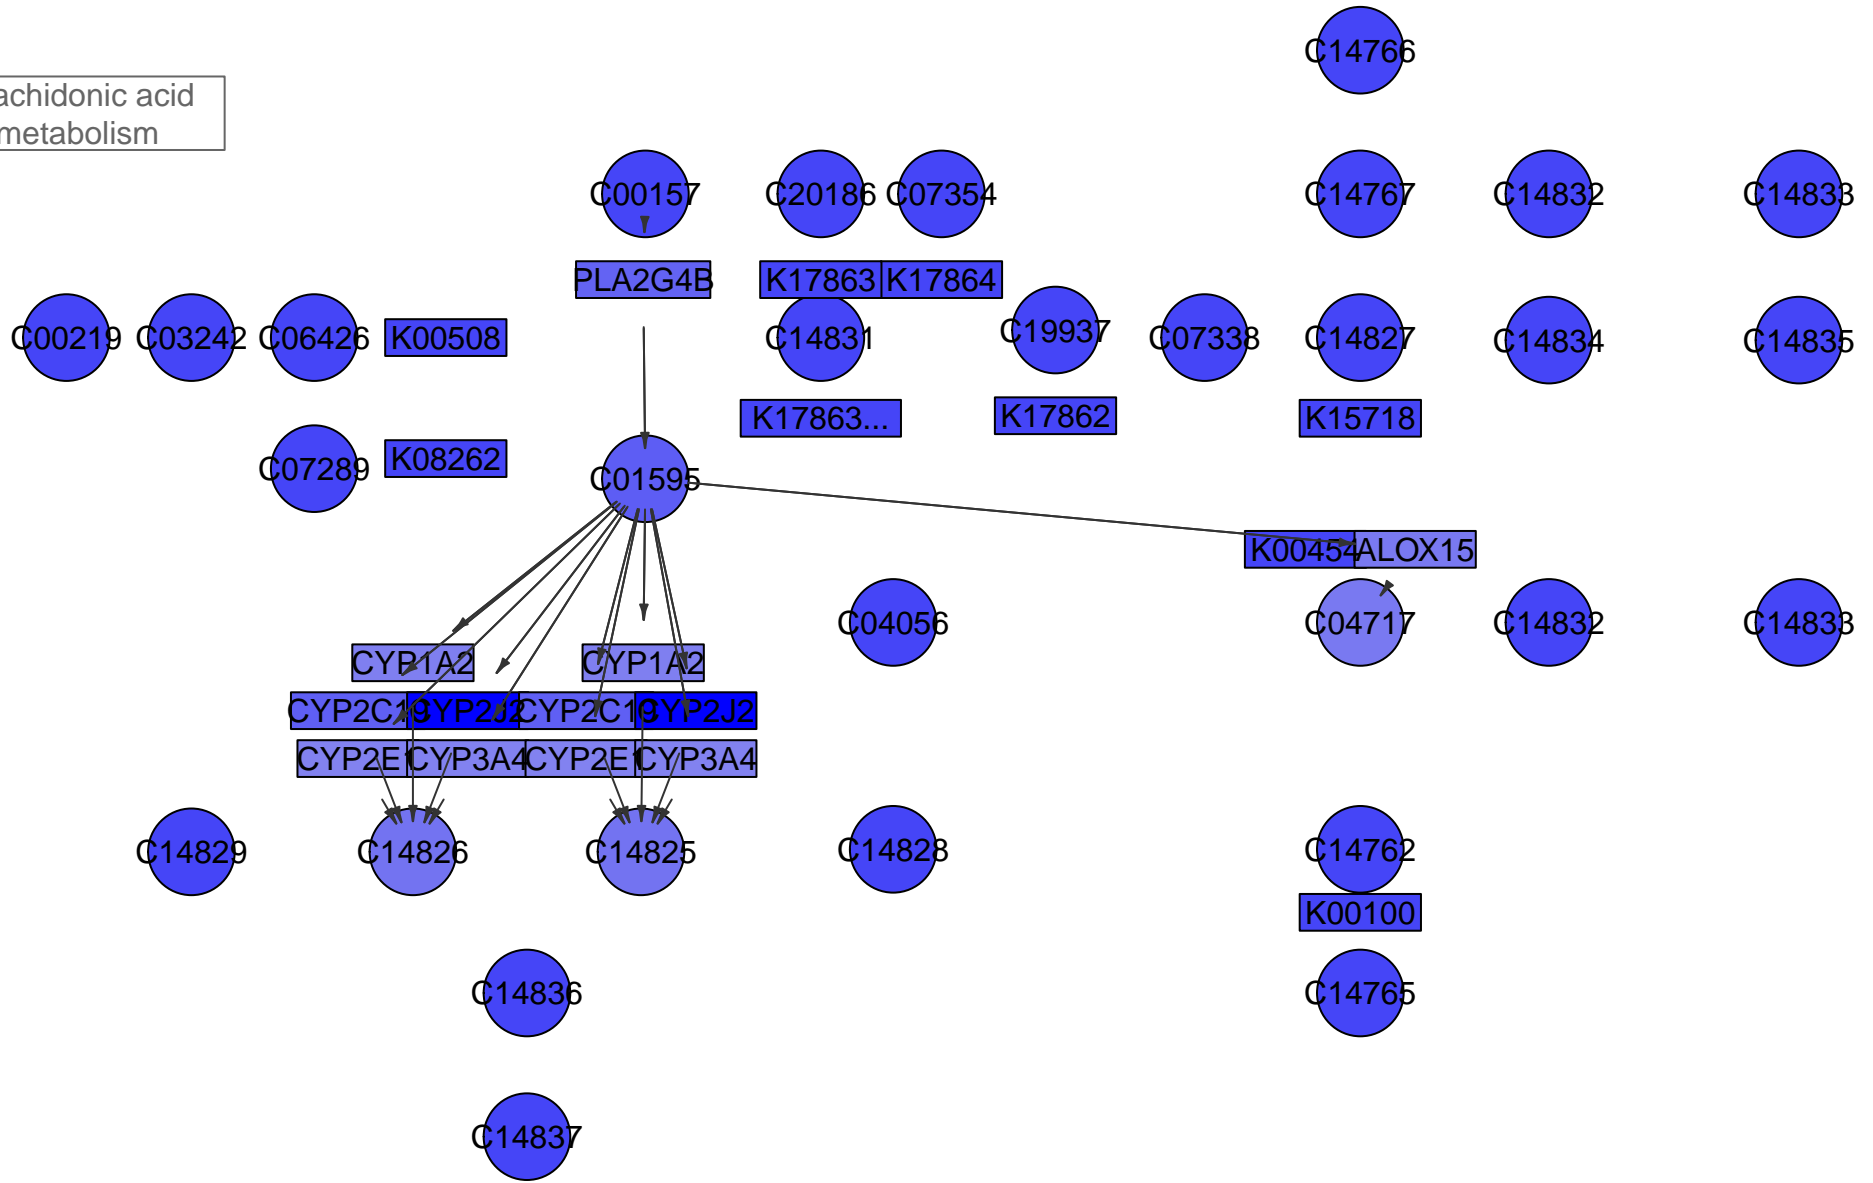 C14766
achidonic acid
metabolism
C00157
C20186
C07354
C14767
C14832
C14833
PLA2G4B
K17863
K17864
C00219
C03242
C06426
K00508
C14831
C19937
C07338
C14827
C14834
C14835
K17863...
K17862
K15718
C07289
K08262
C01595
K00454
ALOX15
C04056
C04717
C14832
C14833
CYP1A2
CYP1A2
CYP2C19
CYP2J2
CYP2C19
CYP2J2
CYP2E1
CYP3A4
CYP2E1
CYP3A4
C14829
C14826
C14825
C14828
C14762
K00100
C14836
C14765
C14837